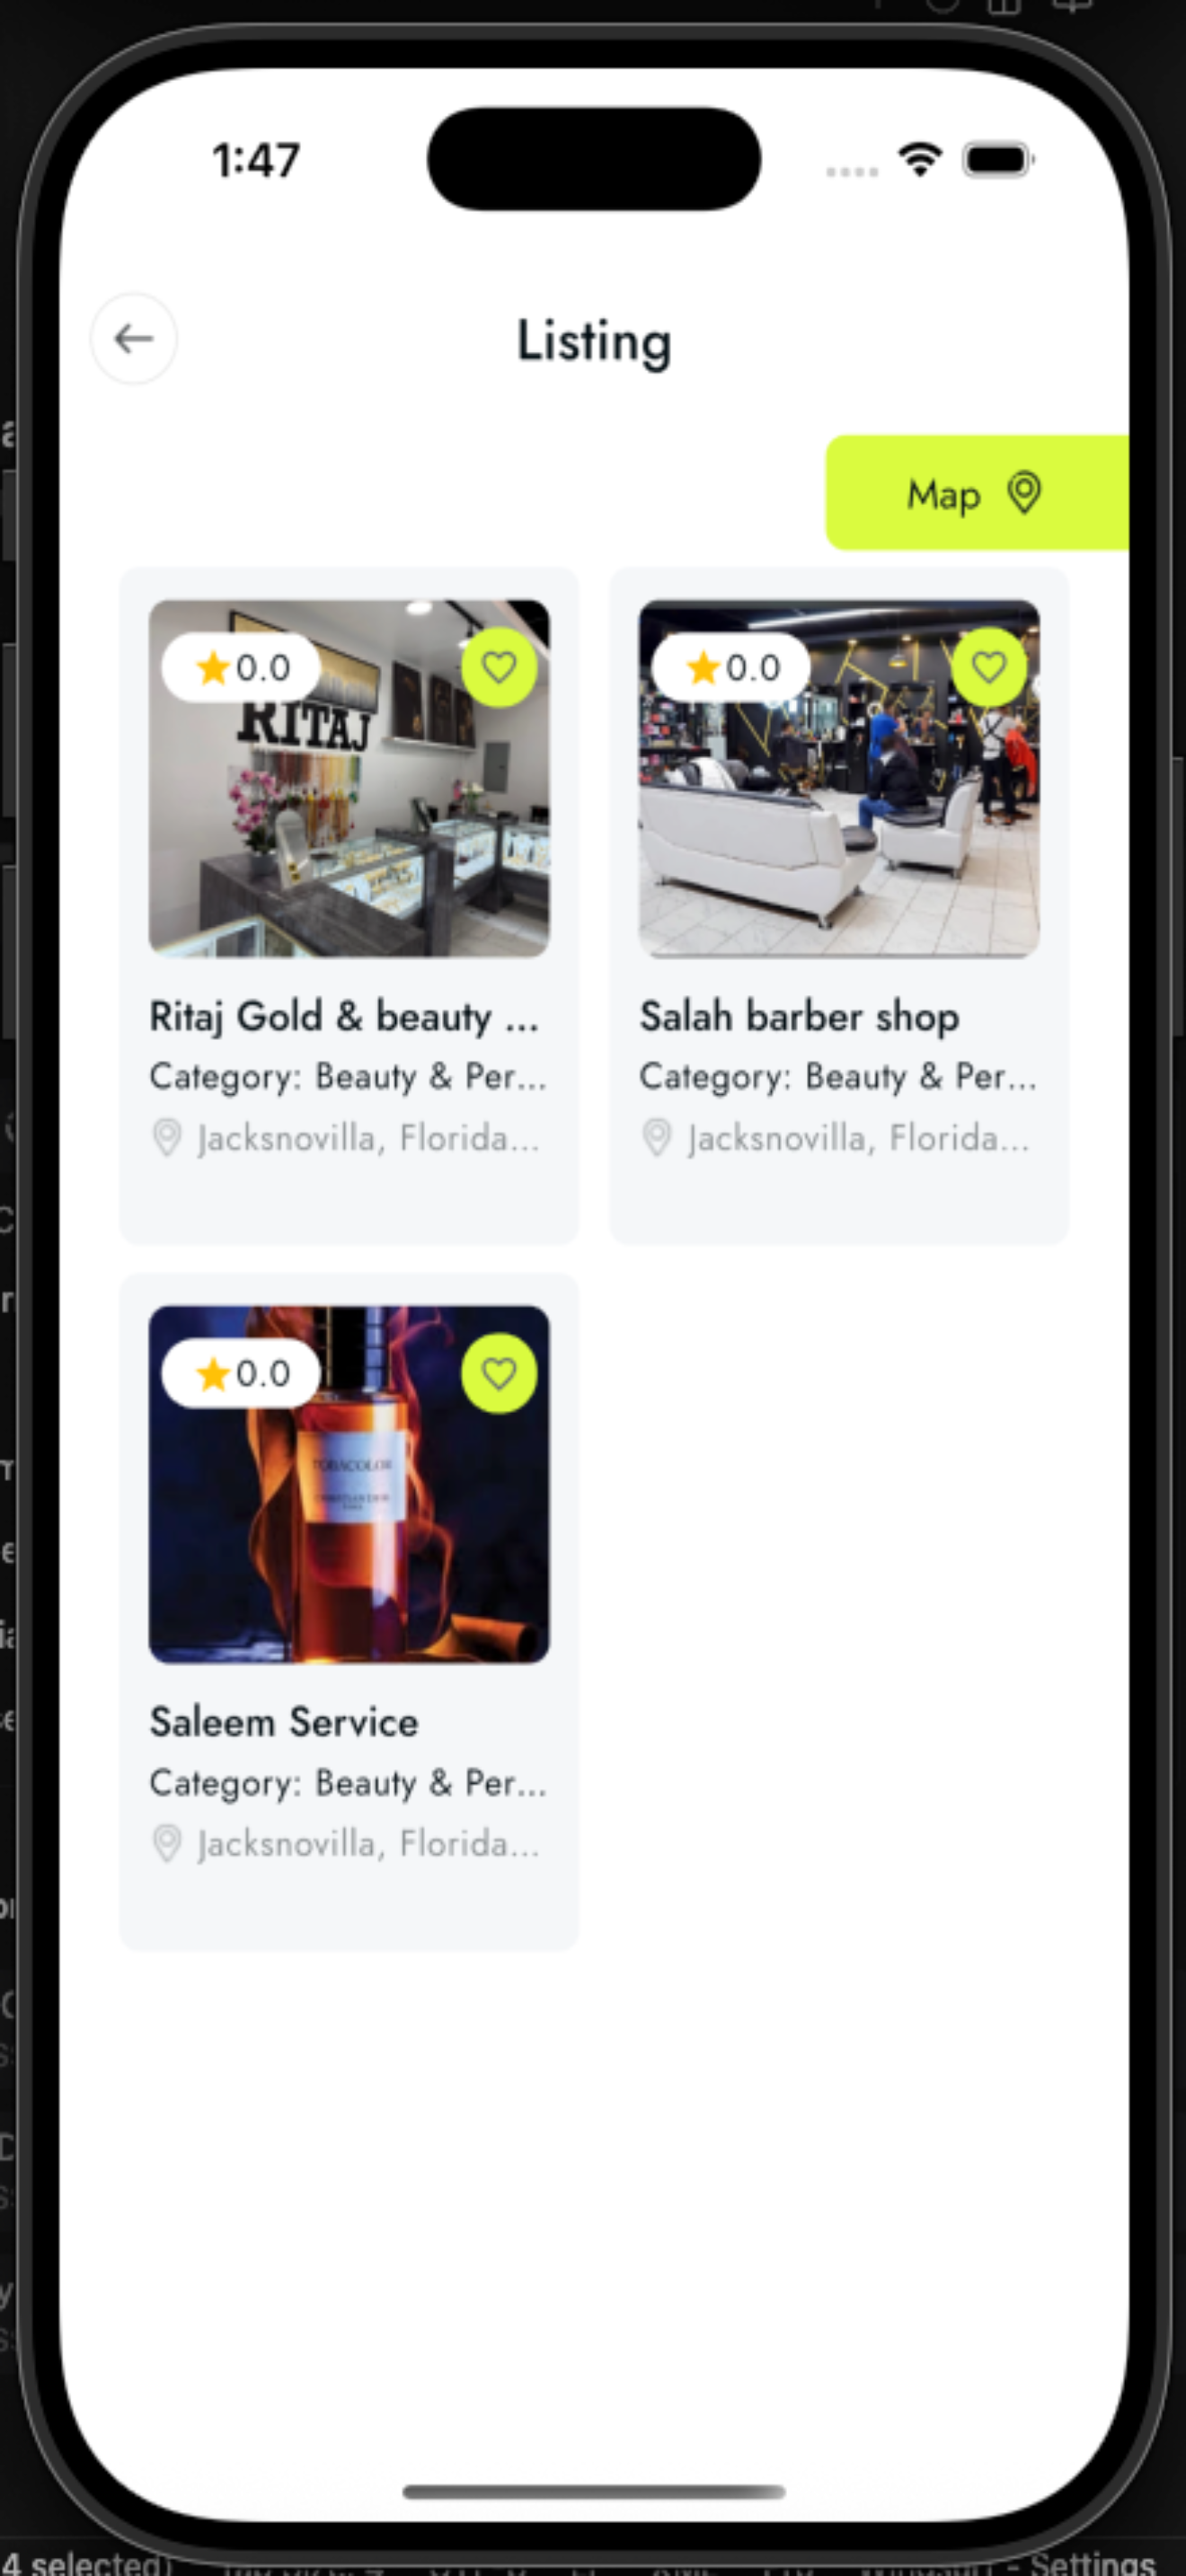 1:47
Listing
Map
0.0
0.0
RITAJ
Ritaj Gold & beauty ...
Salah barber shop
Category: Beauty & Per...
Category: Beauty & Per...
Jacksnovilla, Florida...
Jacksnovilla, Florida...
0.0
TOBACOLOR
Saleem Service
Category: Beauty & Per...
Jacksnovilla, Florida...
4 selected)
- Settings